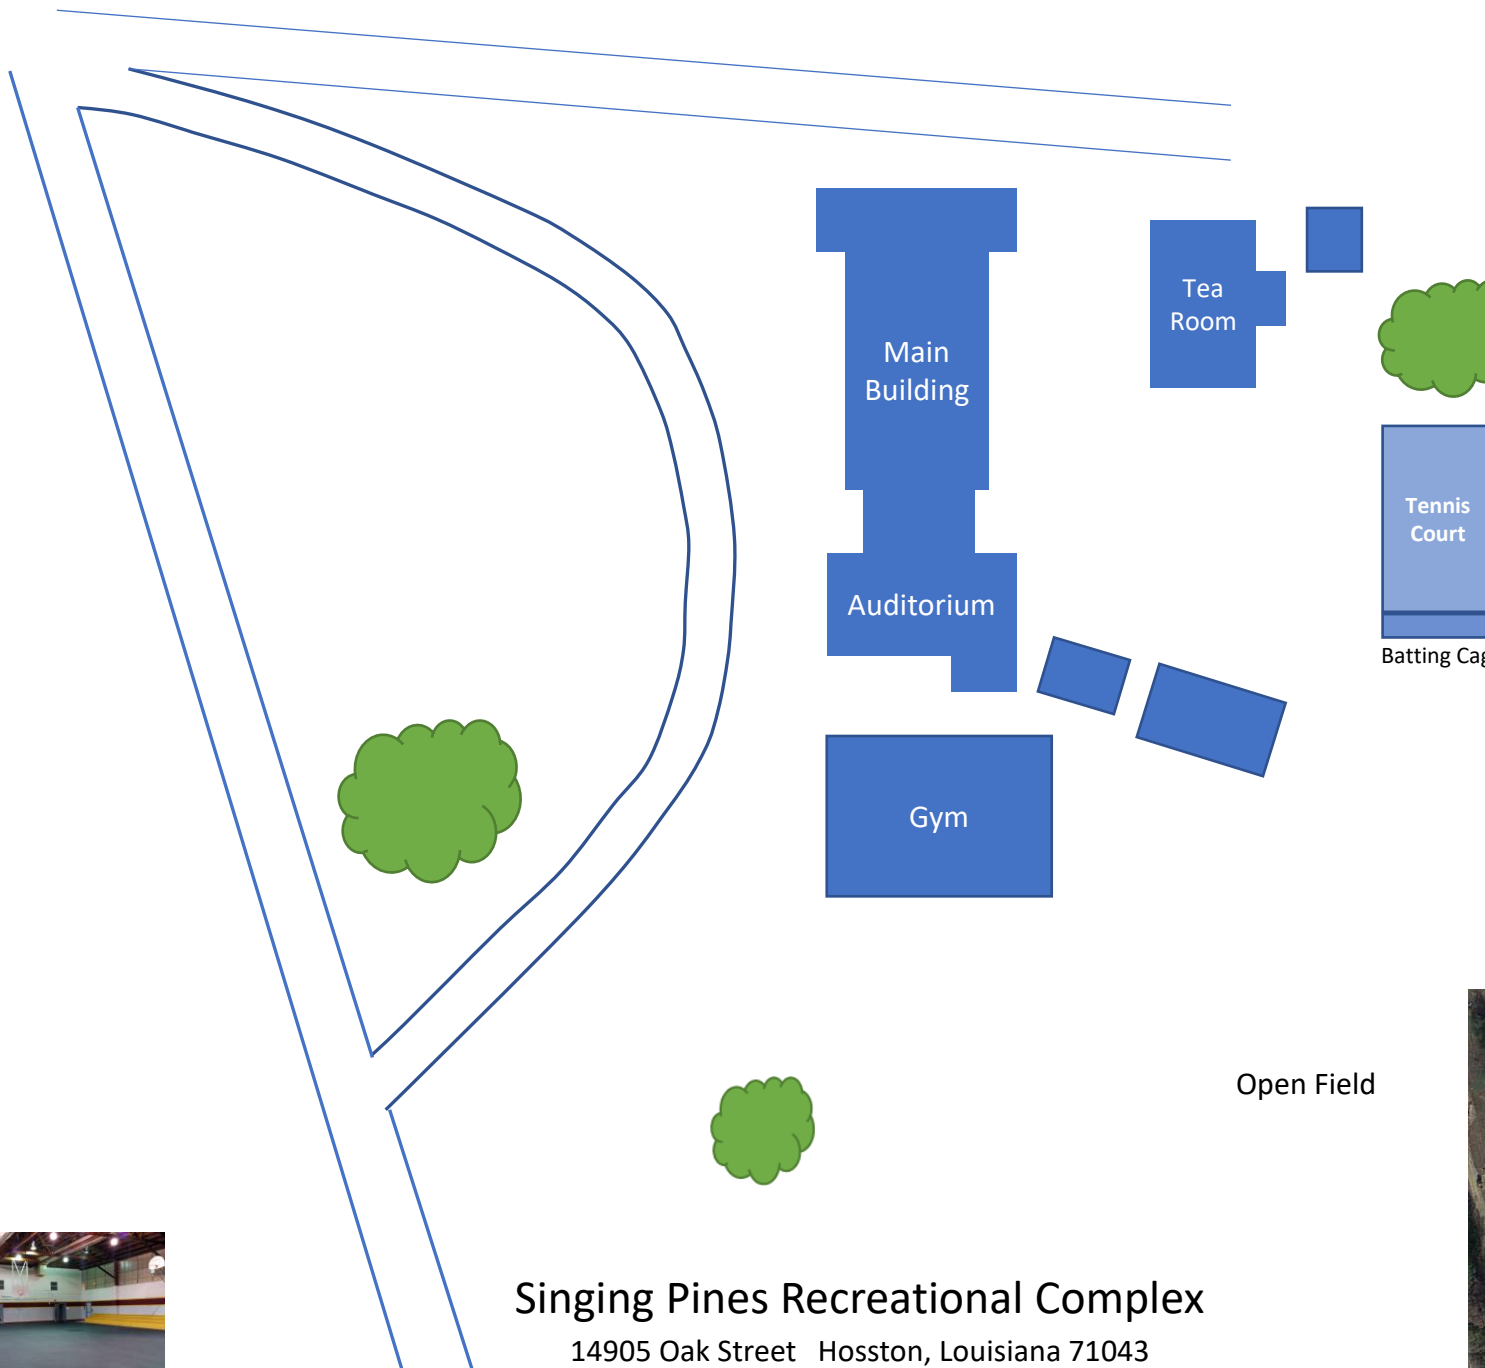 Tea
Room
Main
Building
Tennis
Court
Auditorium
Batting
Gym
Open Field
Singing Pines Recreational Complex
14905 Oak Street   Hosston, Louisiana 71043